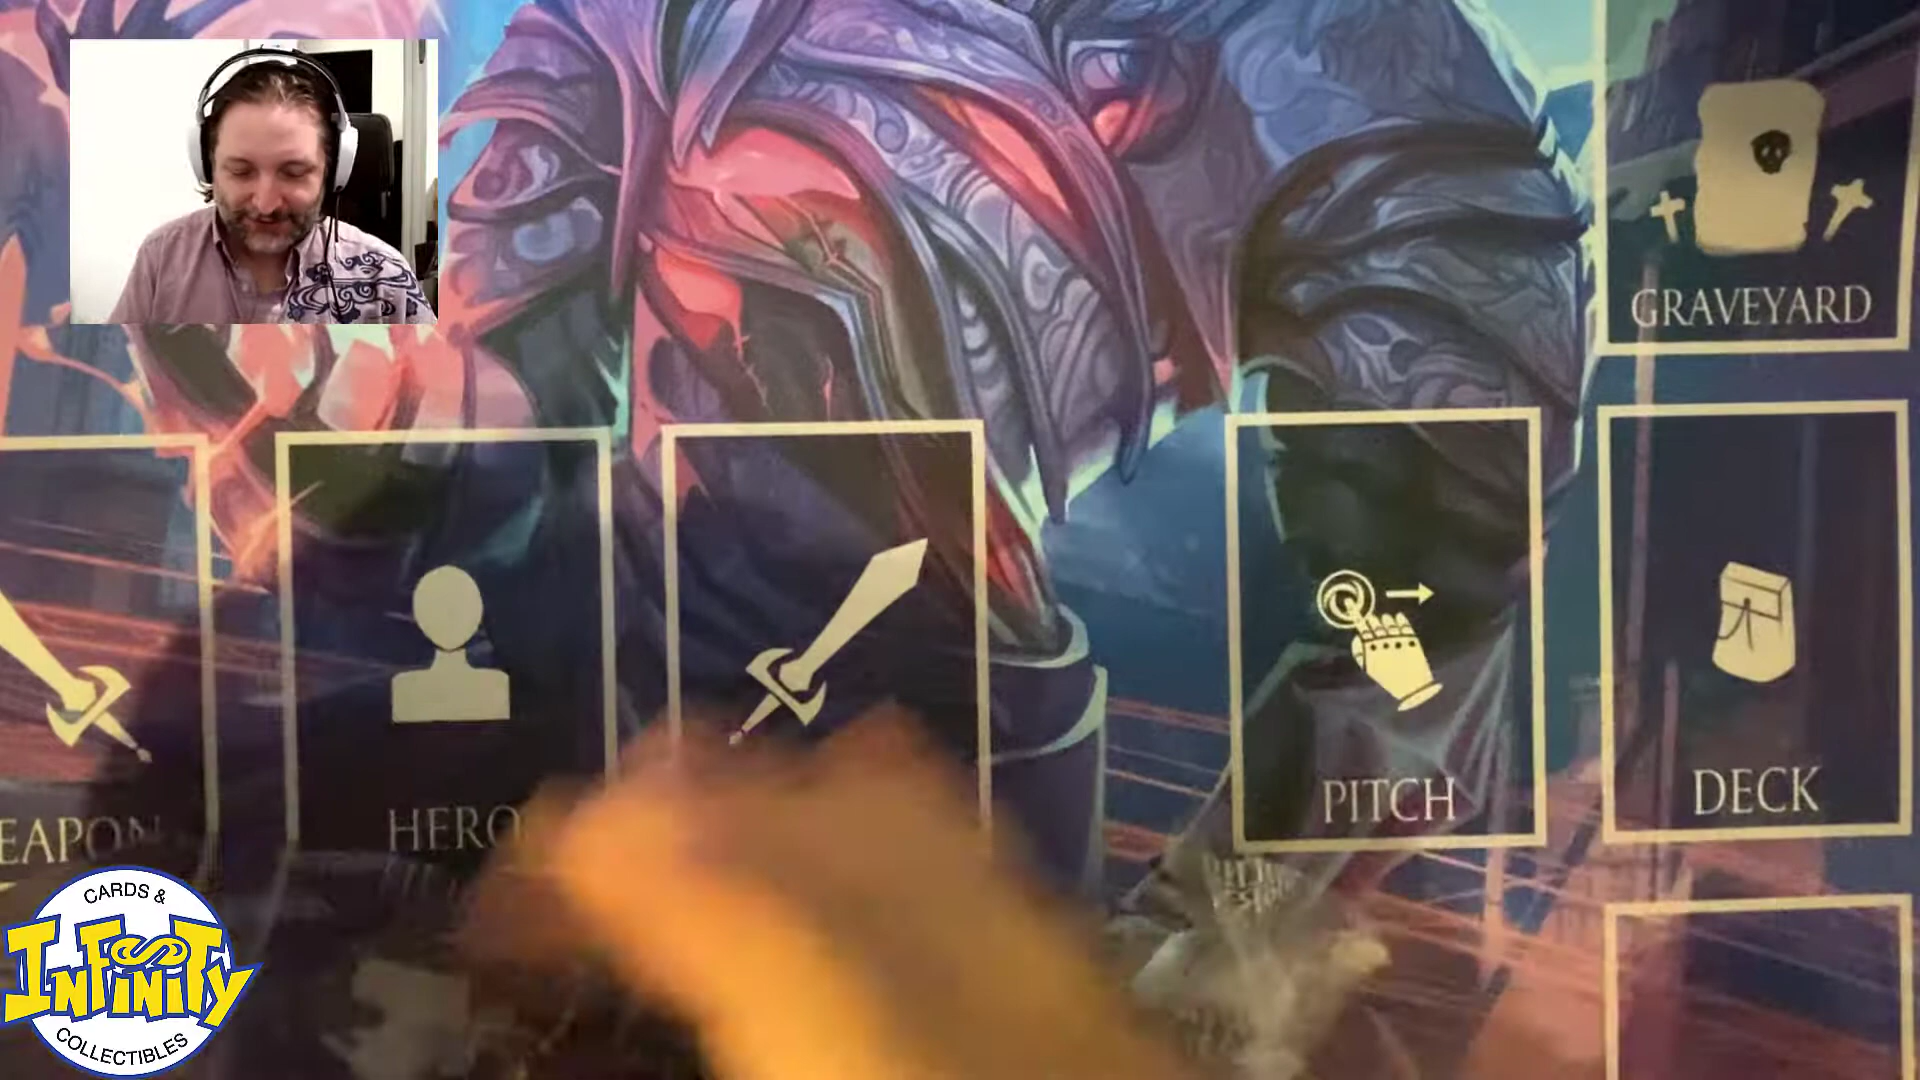 GRAVEYARD
EAPON
HERO
PITCH
DECK
CARDS &
INFINITY
COLLECTIBLES